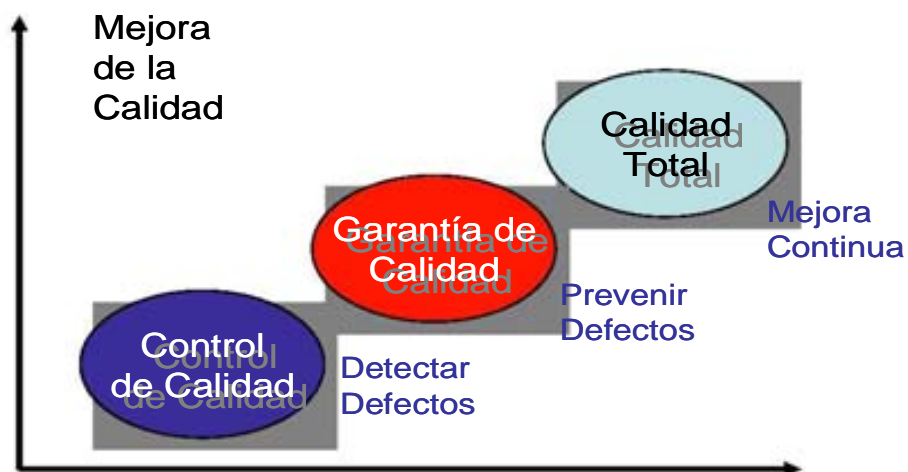 Mejora
de la
Calidad
Calidad
Total
Mejora
Continua
Garantía de
Calidad
Prevenir
Defectos
Control
de Calidad
Detectar
Defectos